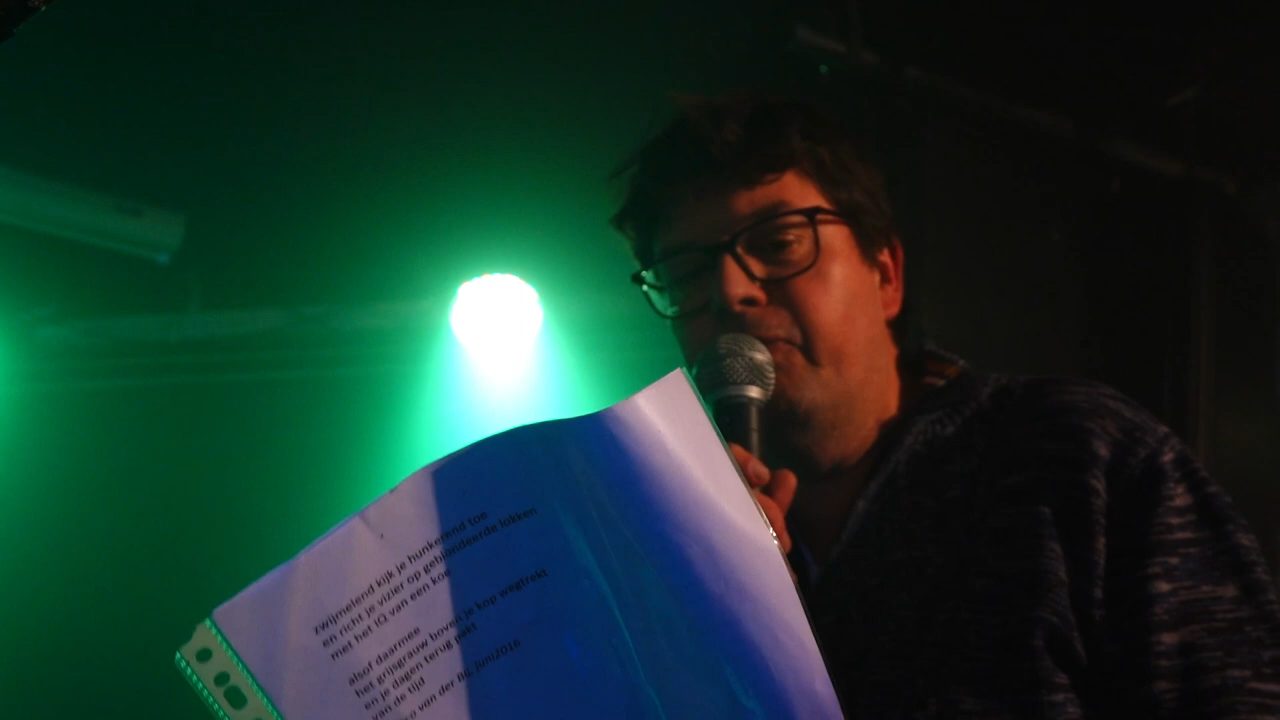 zwijmelend kijk je hunkerend toe
en richt je vizier op geblondeerde lokken
met het IQ van een koe
alsof daarmee
het grijsgrauw boven je kop wegtrekt
en je dagen terug pakt
van de tijd
van der juni2016